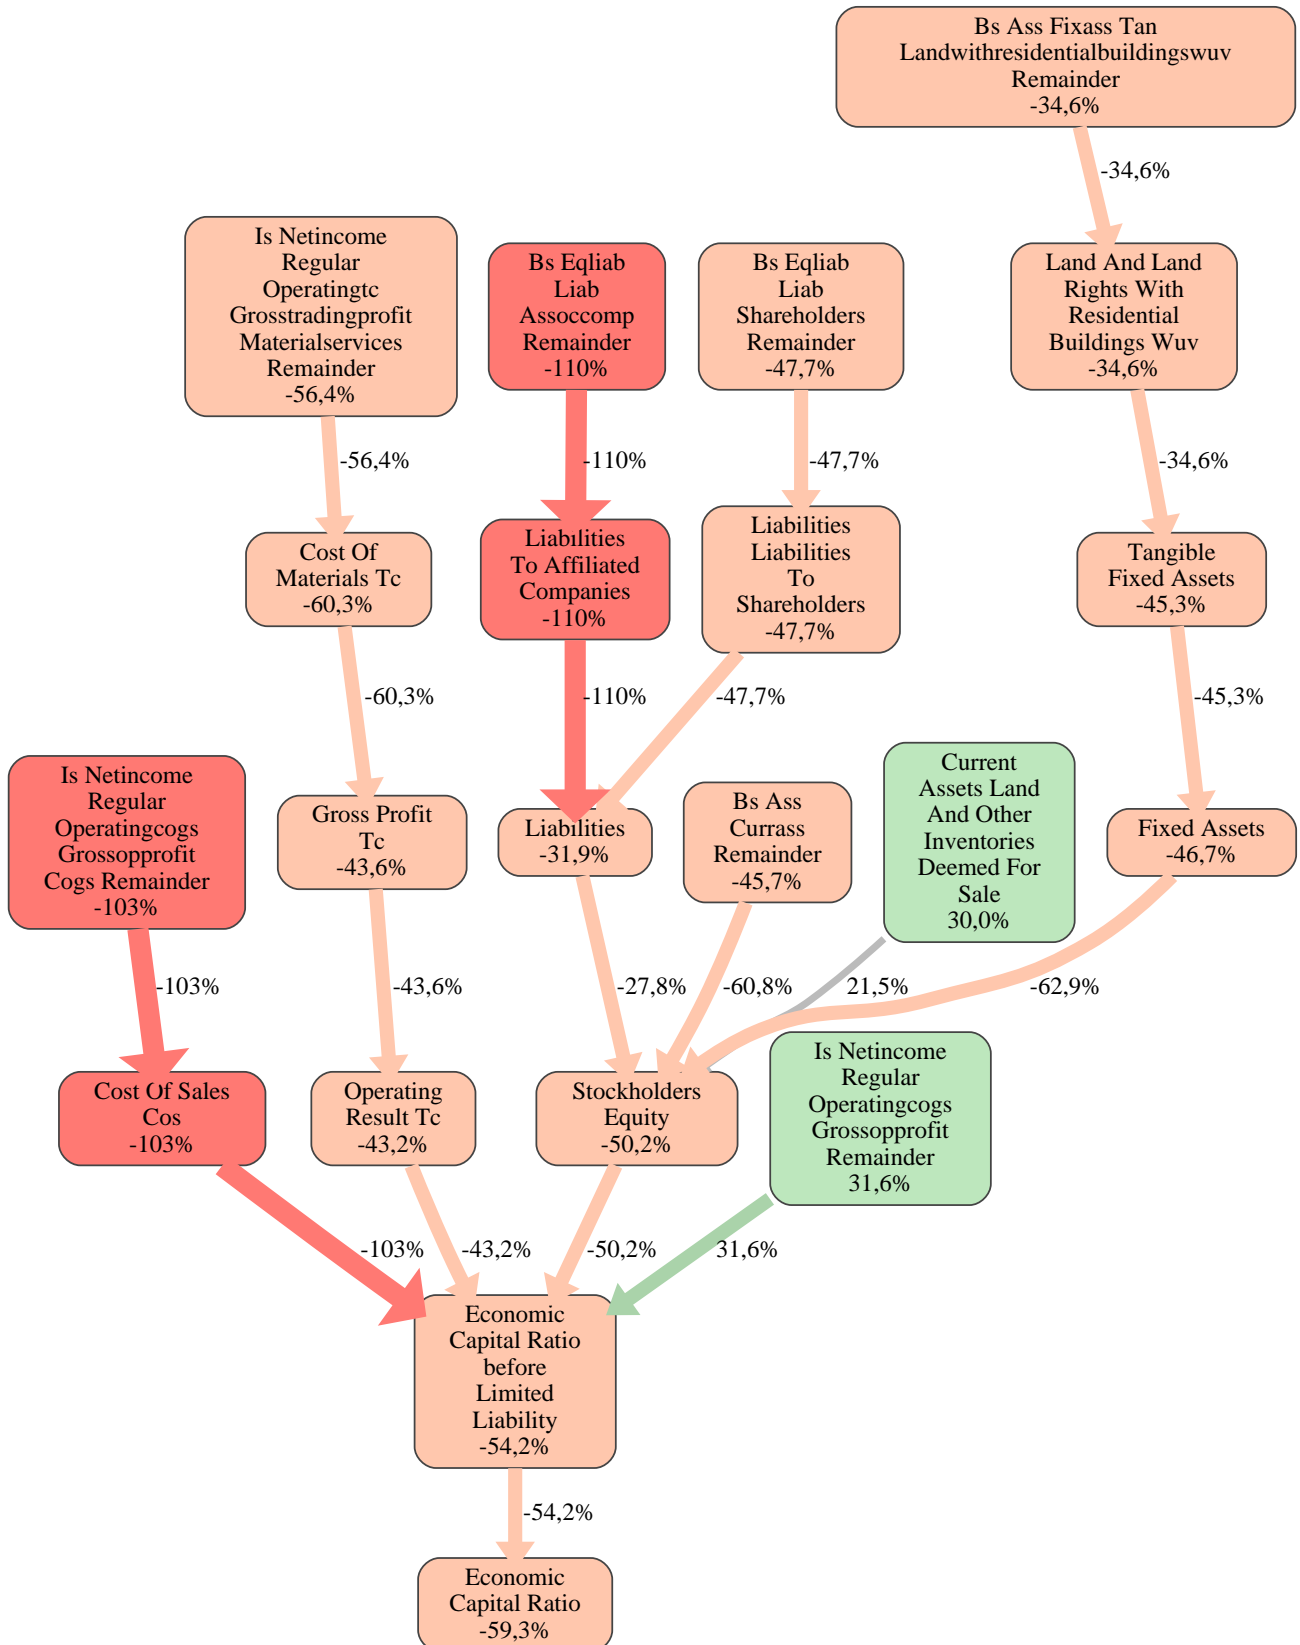 Bs Ass Fixass Tan
Landwithresidentialbuildingswuv
Remainder
-34,6%
-34,6%
Is Netincome
Regular
Operatingtc
Grosstradingprofit
Materialservices
Remainder
-56,4%
Bs Eqliab
Liab
Assoccomp
Remainder
-110%
Bs Eqliab
Liab
Shareholders
Remainder
-47,7%
Land And Land
Rights With
Residential
Buildings Wuv
-34,6%
-56,4%
-110%
-47,7%
-34,6%
Cost Of
Materials Tc
-60,3%
Liabilities
To Affiliated
Companies
-110%
Liabilities
Liabilities
To
Shareholders
-47,7%
Tangible
Fixed Assets
-45,3%
-60,3%
-110%
-47,7%
-45,3%
Is Netincome
Regular
Operatingcogs
Grossopprofit
Cogs Remainder
-103%
Gross Profit
Tc
-43,6%
Liabilities
-31,9%
Bs Ass
Currass
Remainder
-45,7%
Current
Assets Land
And Other
Inventories
Deemed For
Sale
30,0%
Fixed Assets
-46,7%
-103%
-43,6%
-27,8%
-60,8%
21,5%
-62,9%
Cost Of Sales
Cos
-103%
Operating
Result Tc
-43,2%
Stockholders
Equity
-50,2%
Is Netincome
Regular
Operatingcogs
Grossopprofit
Remainder
31,6%
-103%
-43,2%
-50,2%
31,6%
Economic
Capital Ratio
before
Limited
Liability
-54,2%
-54,2%
Economic
Capital Ratio
-59,3%